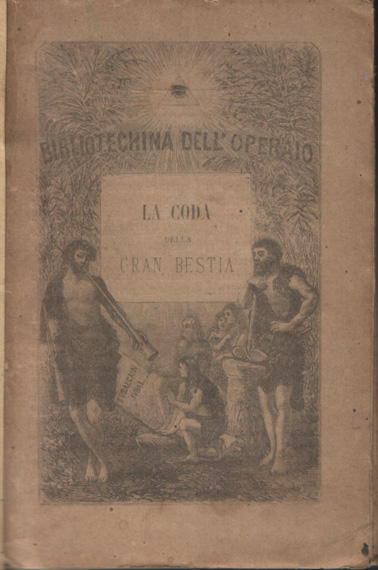 BIBLIOTECHINA DELL'OPERAIO
LA CODA
DELLA
GRAN BESTIA